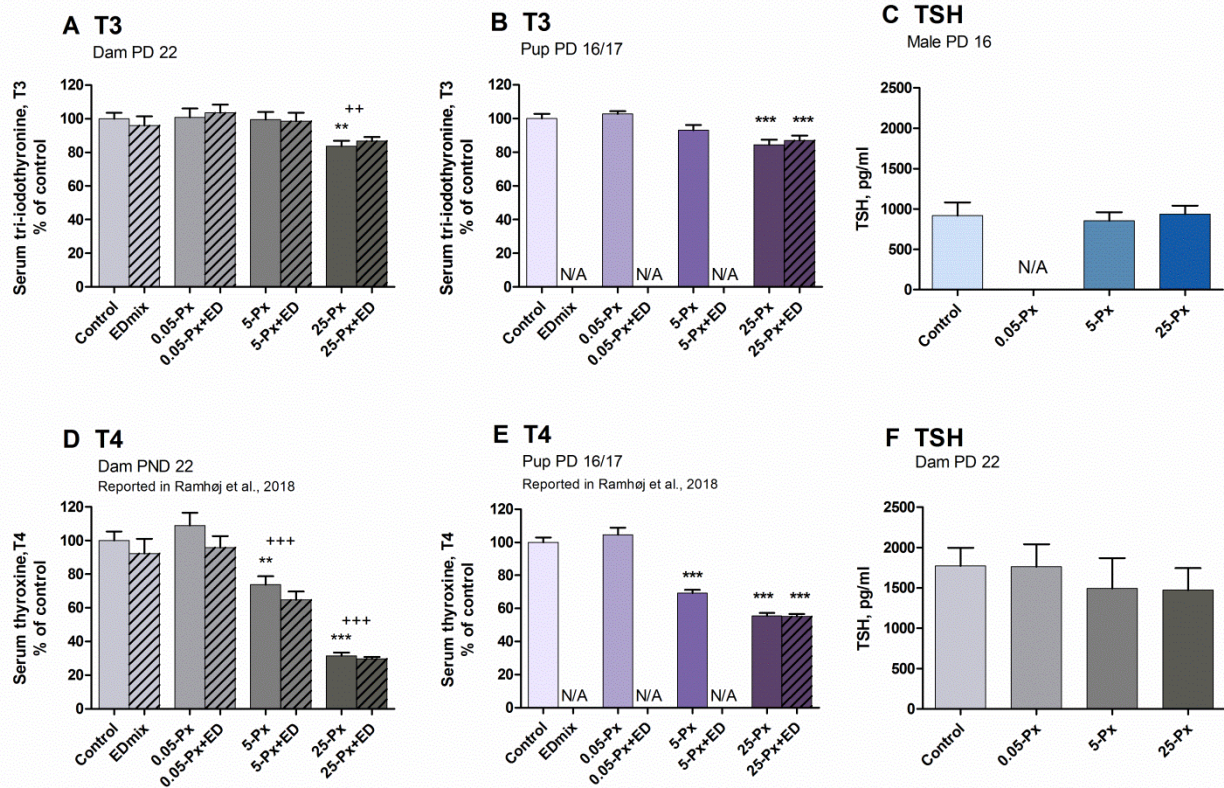 A T3
Dam PD 22
Serum tri-iodothyronine, T3
% of control
120
100
80
60
40
20
0
++
**
Control
EDmix
0.05-Px
0.05-Px+ED
5-Px
5-Px+ED
25-Px
25-Px+ED
B T3
Pup PD 16/17
Serum tri-iodothyronine, T3
% of control
120
100
80
60
40
20
0
*** ***
N/A N/A N/A
Control
EDmix
0.05-Px
0.05-Px+ED
5-Px
5-Px+ED
25-Px
25-Px+ED
C TSH
Male PD 16
TSH, pg/ml
2500
2000
1500
1000
500
0
N/A
Control
0.05-Px
5-Px
25-Px
D T4
Dam PND 22
Reported in Ramhøj et al., 2018
Serum thyroxine,T4
% of control
120
100
80
60
40
20
0
+++
**
+++
***
Control
EDmix
0.05-Px
0.05-Px+ED
5-Px
5-Px+ED
25-Px
25-Px+ED
E T4
Pup PD 16/17
Reported in Ramhøj et al., 2018
Serum thyroxine, T4
% of control
120
100
80
60
40
20
0
***
*** ***
N/A N/A N/A
Control
EDmix
0.05-Px
0.05-Px+ED
5-Px
5-Px+ED
25-Px
25-Px+ED
F TSH
Dam PD 22
TSH, pg/ml
2500
2000
1500
1000
500
0
Control
0.05-Px
5-Px
25-Px